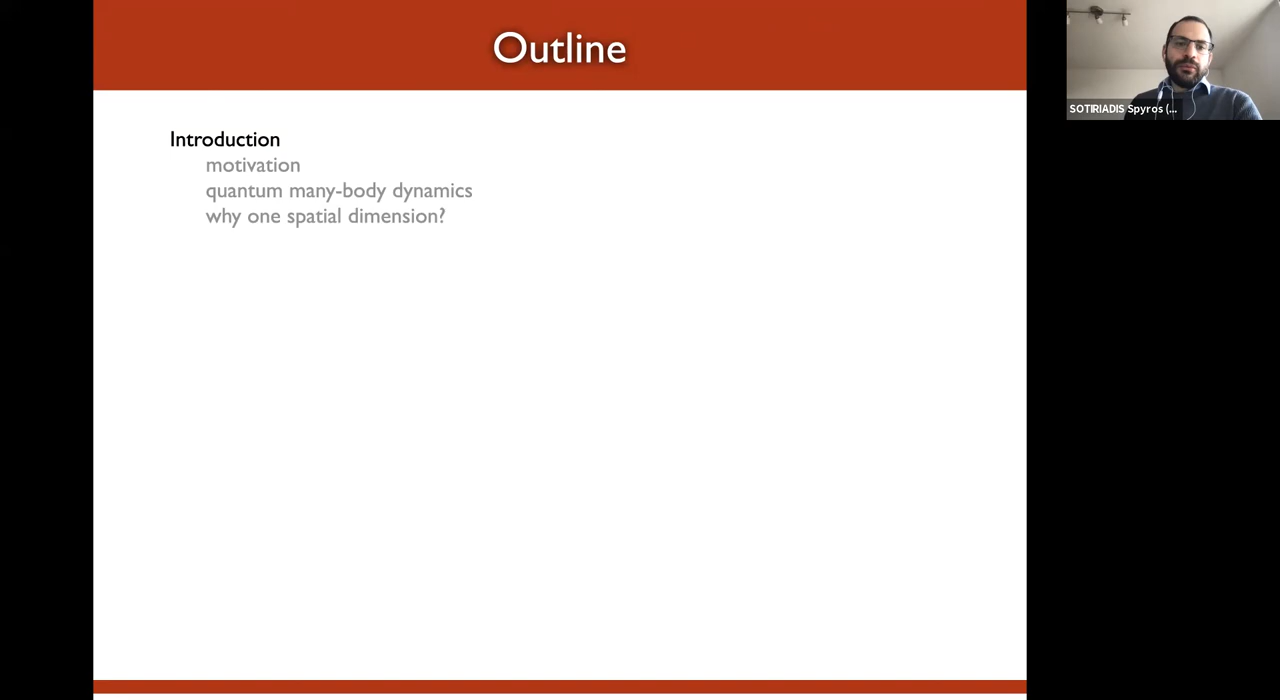 Outline
SOTIRIADIS Spyros (...
Introduction
motivation
quantum many-body dynamics
why one spatial dimension?